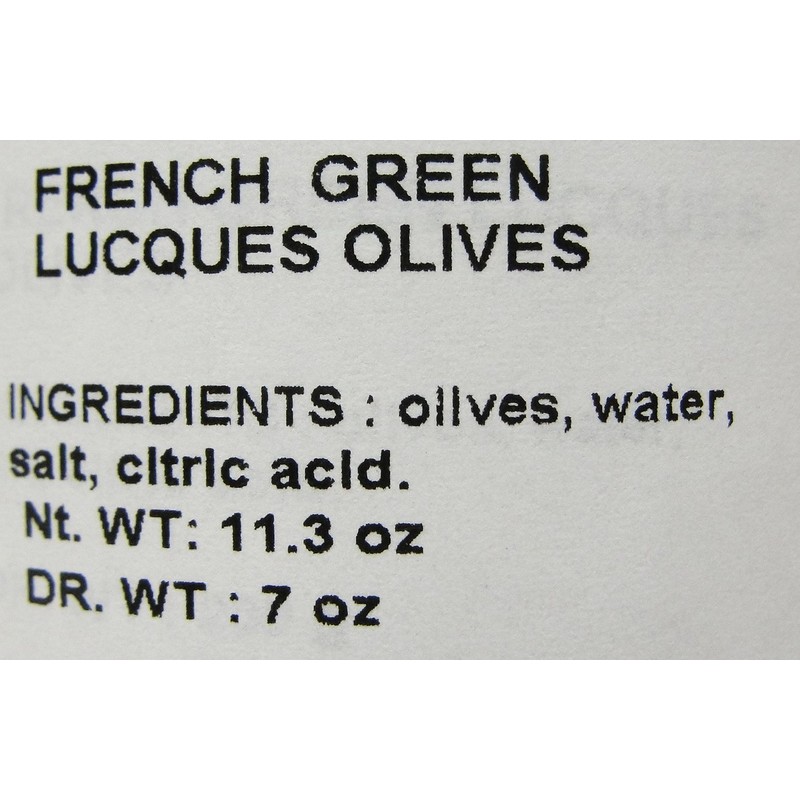 FRENCH GREEN
LUCQUES OLIVES
INGREDIENTS : olives, water,
salt, citric acid.
Nt. WT: 11.3 oz
DR. WT : 7 oz